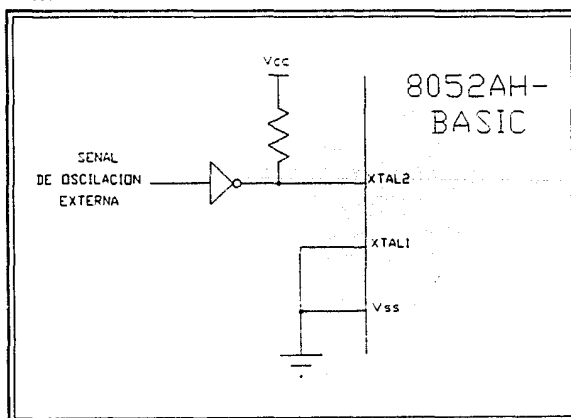 Vcc
8052AH-
BASIC
SENAL
DE OSCILACION
EXTERNA
XTAL2
XTAL1
Vss